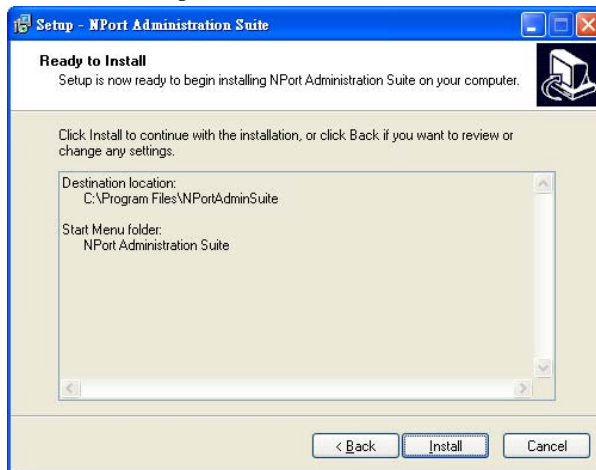 Setup - NPort Administration Suite
Ready to Install
Setup is now ready to begin installing NPort Administration Suite on your computer.
Click Install to continue with the installation, or click Back if you want to review or
change any settings.
Destination location:
C:\Program Files\NPortAdminSuite
Start Menu folder:
NPort Administration Suite
< Back
Install
Cancel